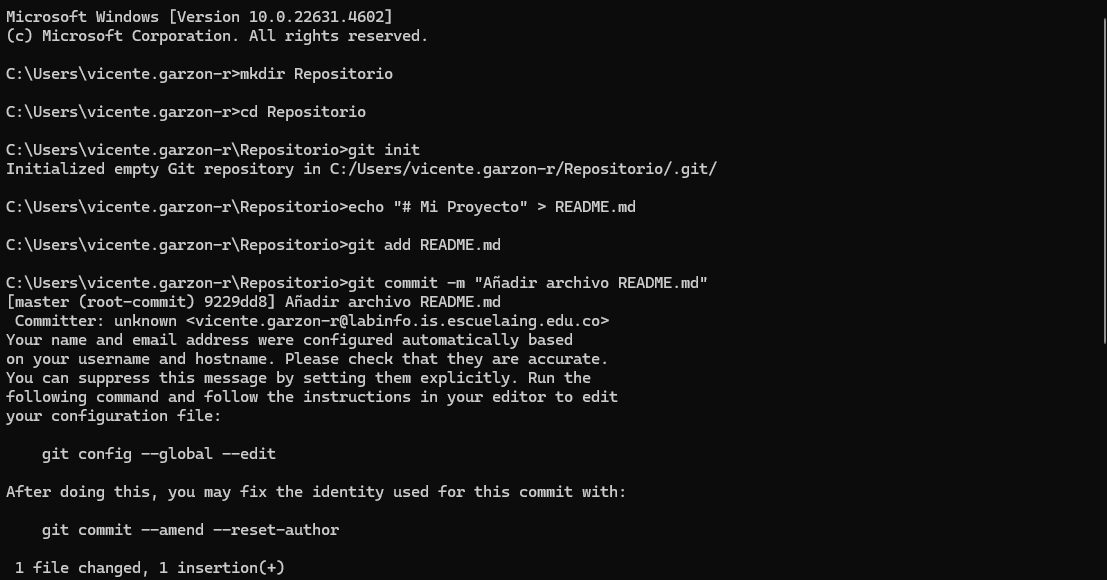 Microsoft Windows [Version 10.0.22631.4602]
(c) Microsoft Corporation. All rights reserved.
C:\Users\vicente.garzon-r>mkdir Repositorio
C:\Users\vicente.garzon-r>cd Repositorio
C:\Users\vicente.garzon-r\Repositorio>git init
Initialized empty Git repository in C:/Users/vicente.garzon-r/Repositorio/.git/
C:\Users\vicente.garzon-r\Repositorio>echo "# Mi Proyecto" > README.md
C:\Users\vicente.garzon-r\Repositorio>git add README.md
C:\Users\vicente.garzon-r\Repositorio>git commit -m "Añadir archivo README.md"
[master (root-commit) 9229dd8] Añadir archivo README.md
 Committer: unknown <vicente.garzon-r@labinfo.is.escuelaing.edu.co>
Your name and email address were configured automatically based
on your username and hostname. Please check that they are accurate.
You can suppress this message by setting them explicitly. Run the
following command and follow the instructions in your editor to edit
your configuration file:
    git config --global --edit
After doing this, you may fix the identity used for this commit with:
    git commit --amend --reset-author
 1 file changed, 1 insertion(+)